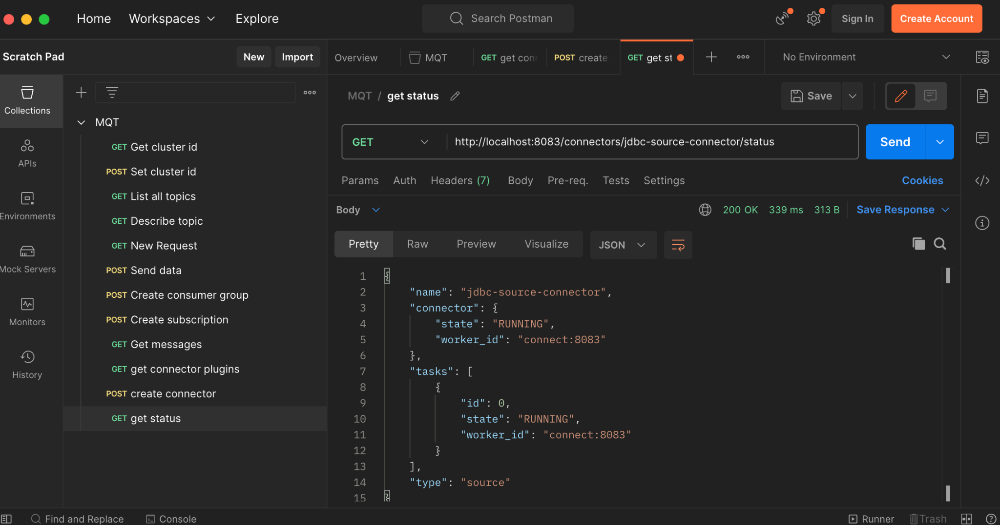 Home Workspaces Explore Search Postman Sign In Create Account
Scratch Pad New Import Overview MQT GET get conn POST create GET get st No Environment
Collections
APIs
Environments
Mock Servers
Monitors
History
MQT
GET Get cluster id
POST Set cluster id
GET List all topics
GET Describe topic
GET New Request
POST Send data
POST Create consumer group
POST Create subscription
GET Get messages
GET get connector plugins
POST create connector
GET get status
MQT / get status Save
GET http://localhost:8083/connectors/jdbc-source-connector/status Send
Params Auth Headers (7) Body Pre-req. Tests Settings Cookies
Body 200 OK 339 ms 313 B Save Response
Pretty Raw Preview Visualize JSON
1 {
2 "name": "jdbc-source-connector",
3 "connector": {
4 "state": "RUNNING",
5 "worker_id": "connect:8083"
6 },
7 "tasks": [
8 {
9 "id": 0,
10 "state": "RUNNING",
11 "worker_id": "connect:8083"
12 }
13 ],
14 "type": "source"
15 }
Find and Replace Console Runner Trash